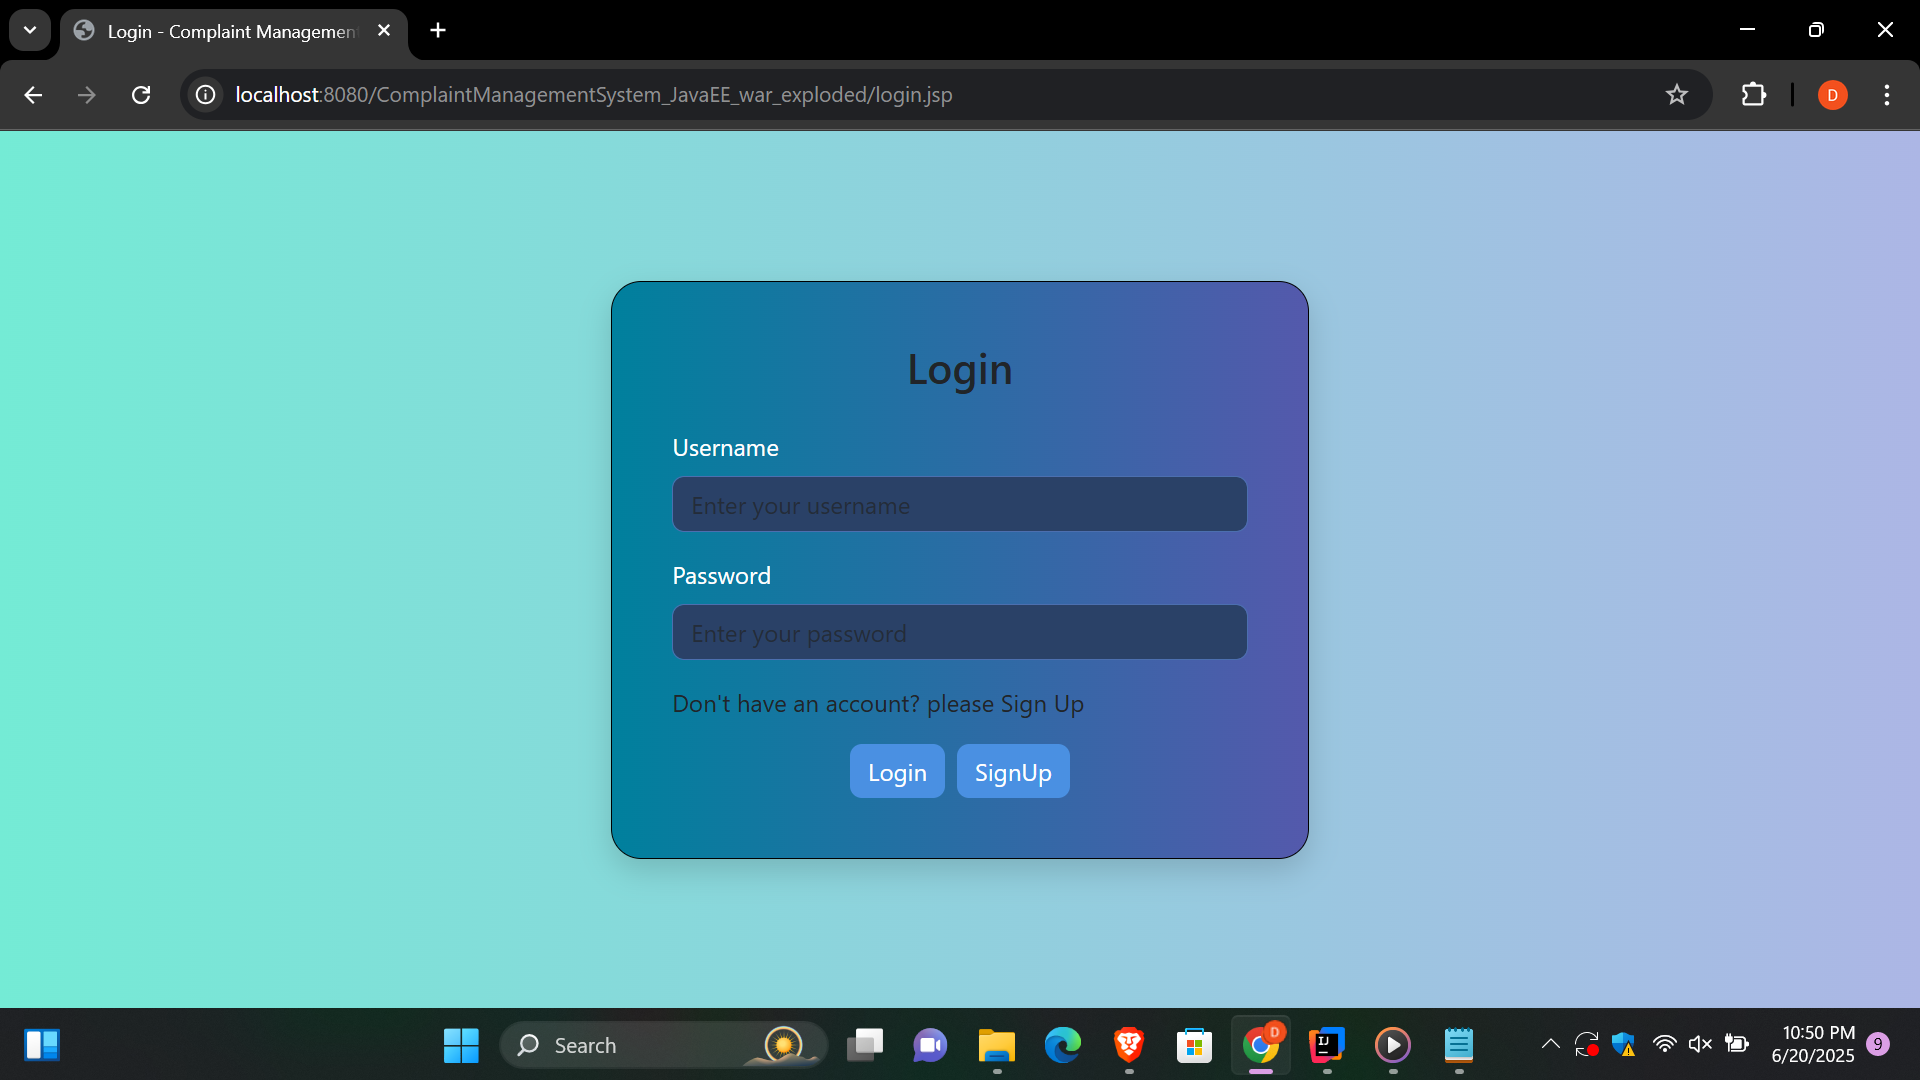 Login - Complaint Managemen
localhost:8080/ComplaintManagementSystem_JavaEE_war_exploded/login.jsp
D
Login
Username
Enter your username
Password
Enter your password
Don't have an account? please Sign Up
Login SignUp
Search
D
IJ
10:50 PM
6/20/2025
9